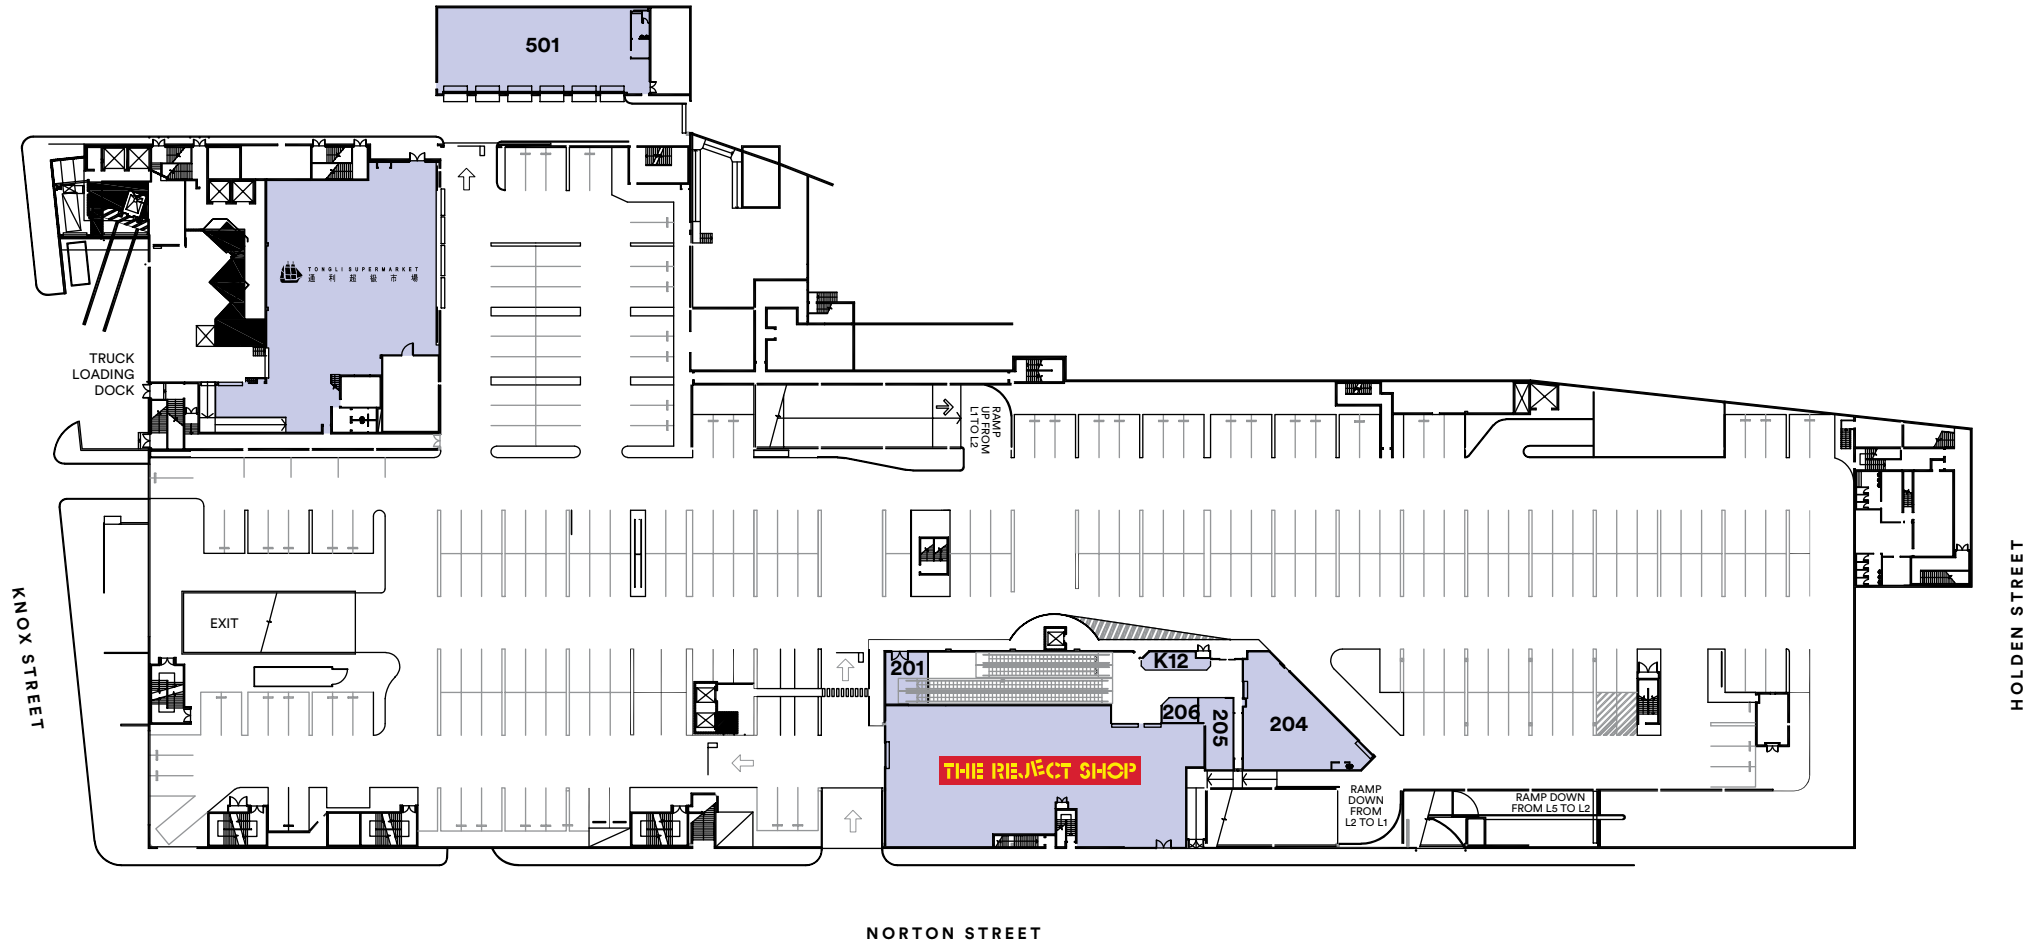 501
TONGLI SUPERMARKET
通利超級市場
TRUCK
LOADING
DOCK
RAMP
UP FROM
L1 TO L2
KNOX STREET
EXIT
HOLDEN STREET
201
K12
206
205
204
THE REJECT SHOP
RAMP
DOWN
FROM
L2 TO L1
RAMP DOWN
FROM L5 TO L2
NORTON STREET